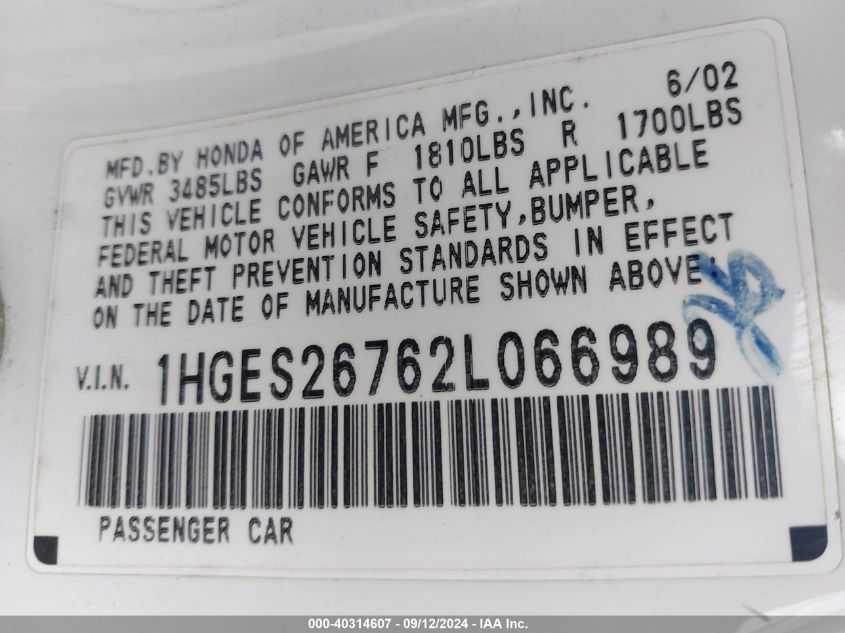 6/02
MFD.BY HONDA OF AMERICA MFG.,INC.
GVWR 3485LBS GAWR F 1810LBS R 1700LBS
THIS VEHICLE CONFORMS TO ALL APPLICABLE
FEDERAL MOTOR VEHICLE SAFETY,BUMPER,
AND THEFT PREVENTION STANDARDS IN EFFECT
ON THE DATE OF MANUFACTURE SHOWN ABOVE.
V.I.N. 1HGES26762L066989
PASSENGER CAR
000-40314607 - 09/12/2024 - IAA Inc.